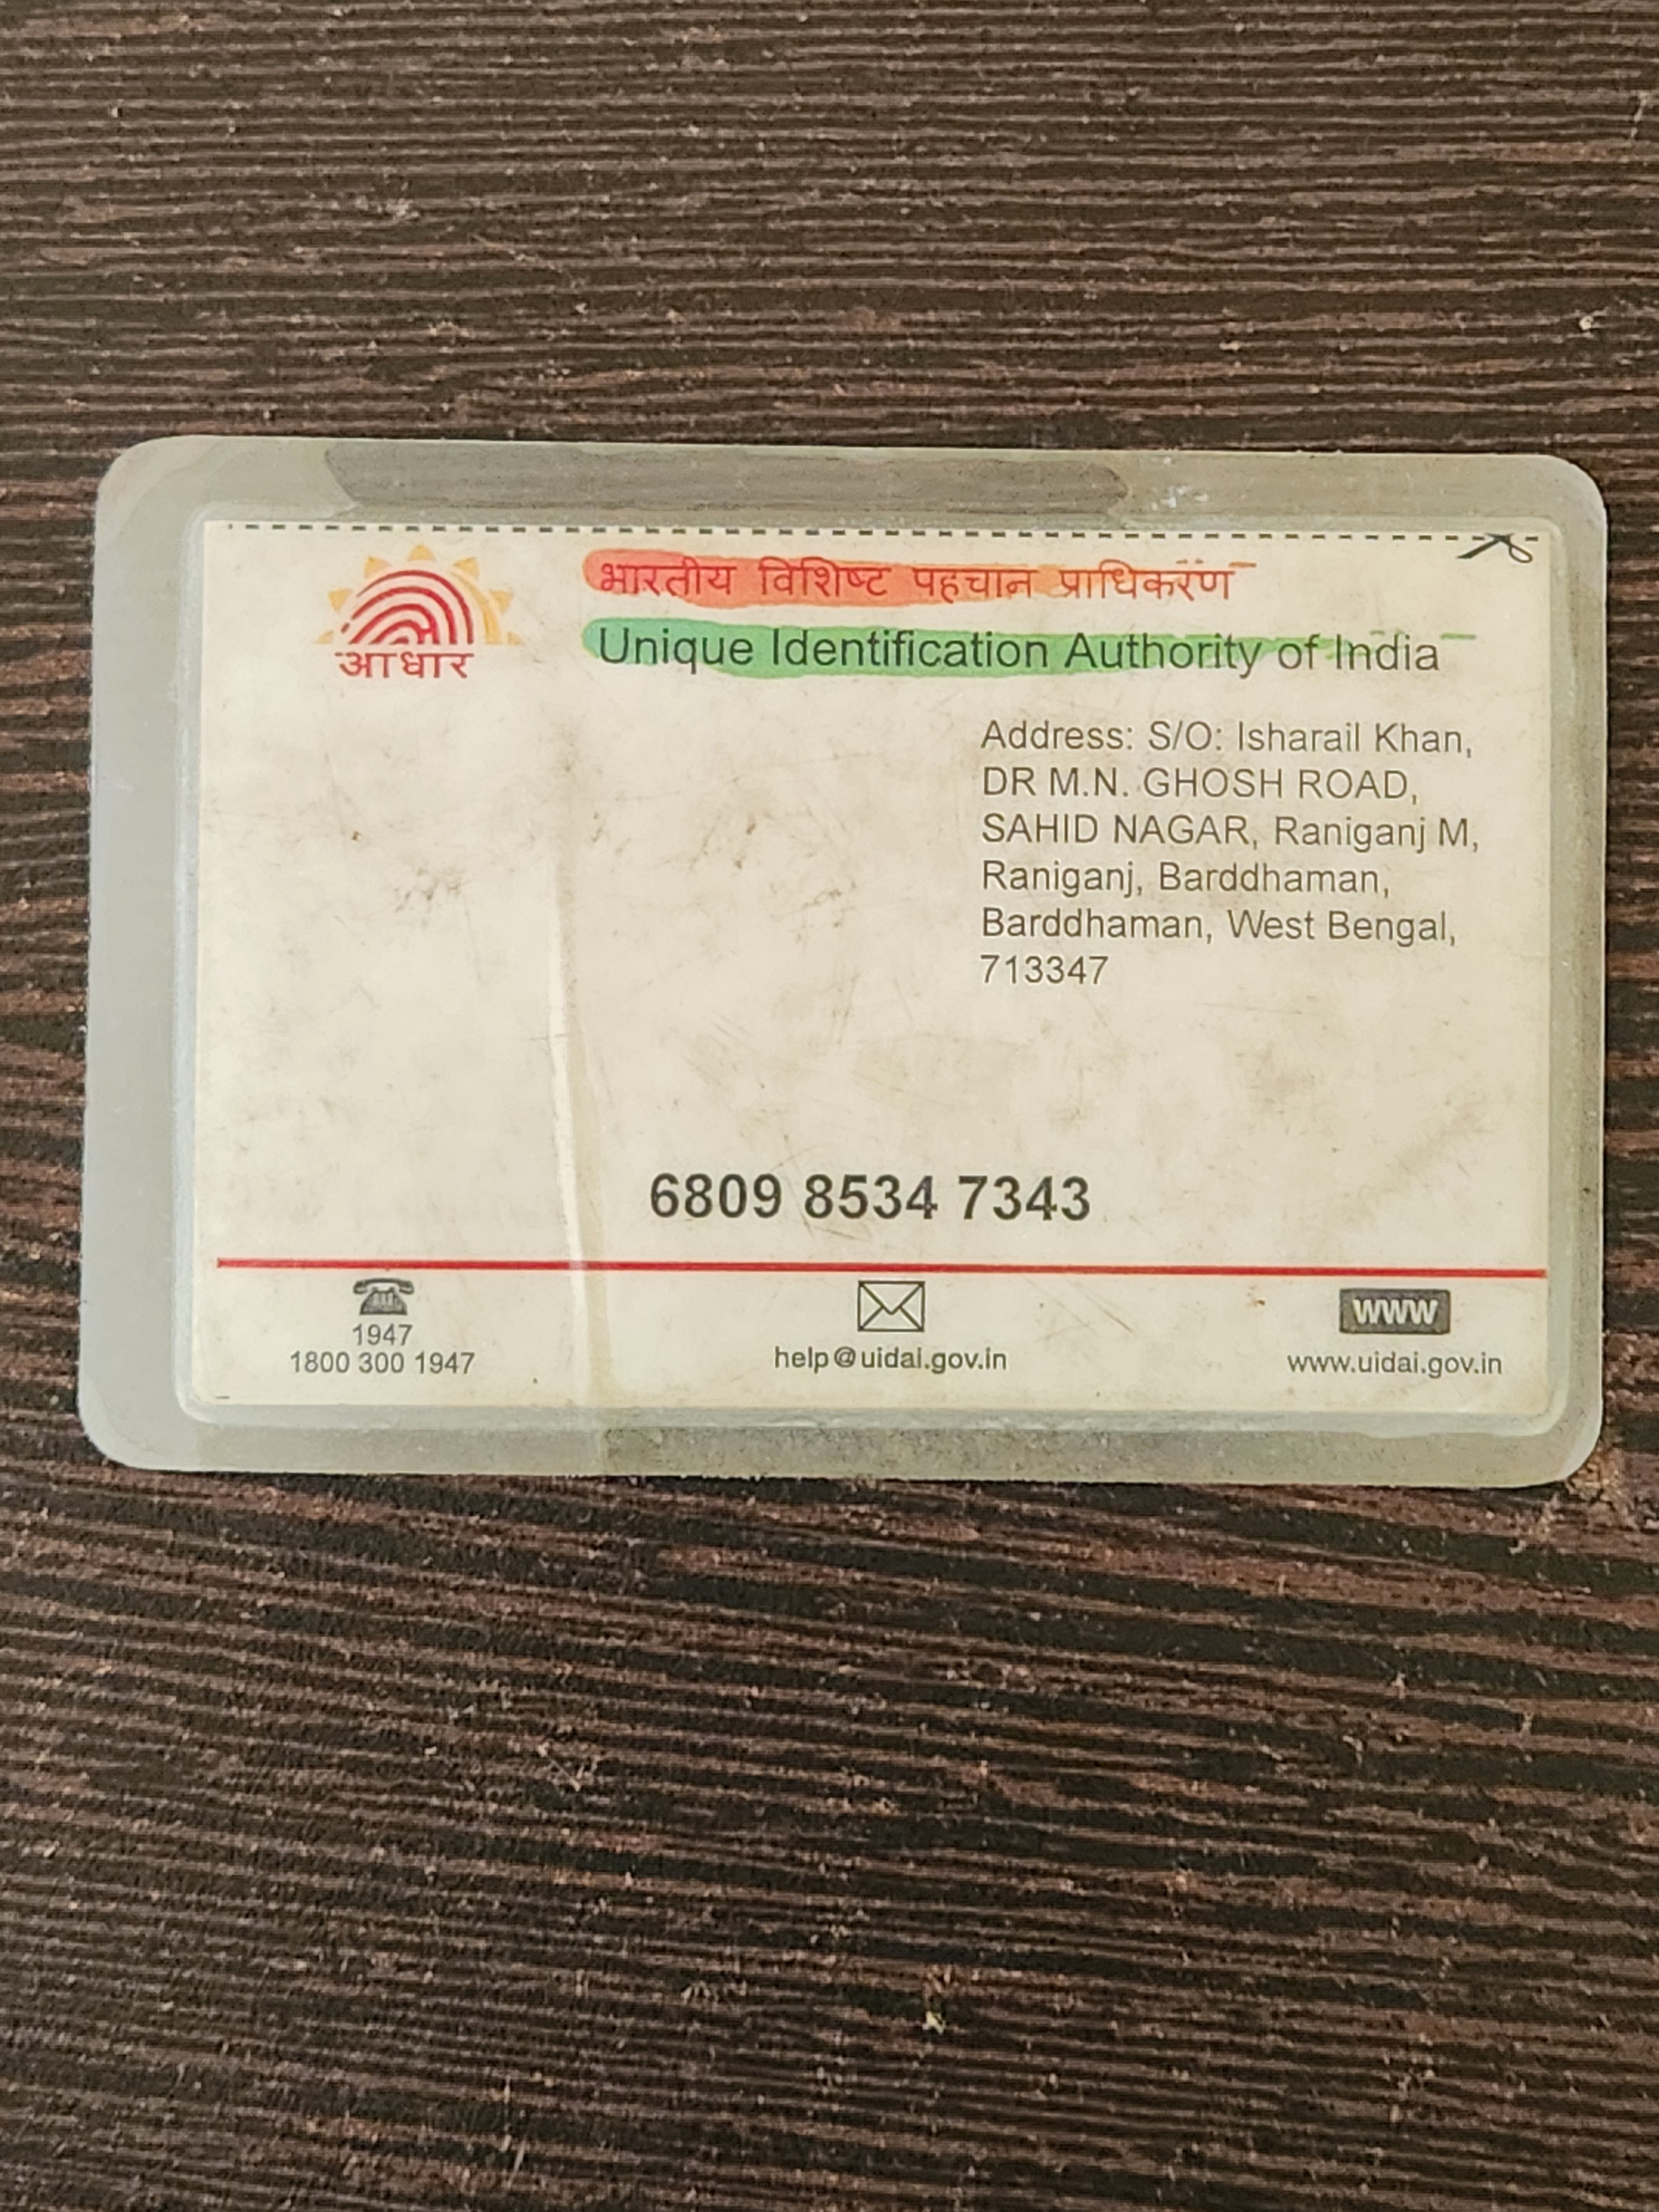 भारतीय विशिष्ट पहचान प्राधिकरण
आधार
Unique Identification Authority of India
Address: S/O: Isharail Khan,
DR M.N. GHOSH ROAD,
SAHID NAGAR, Raniganj M,
Raniganj, Barddhaman,
Barddhaman, West Bengal,
713347
6809 8534 7343
1947
1800 300 1947
help@uidai.gov.in
WWW
www.uidai.gov.in